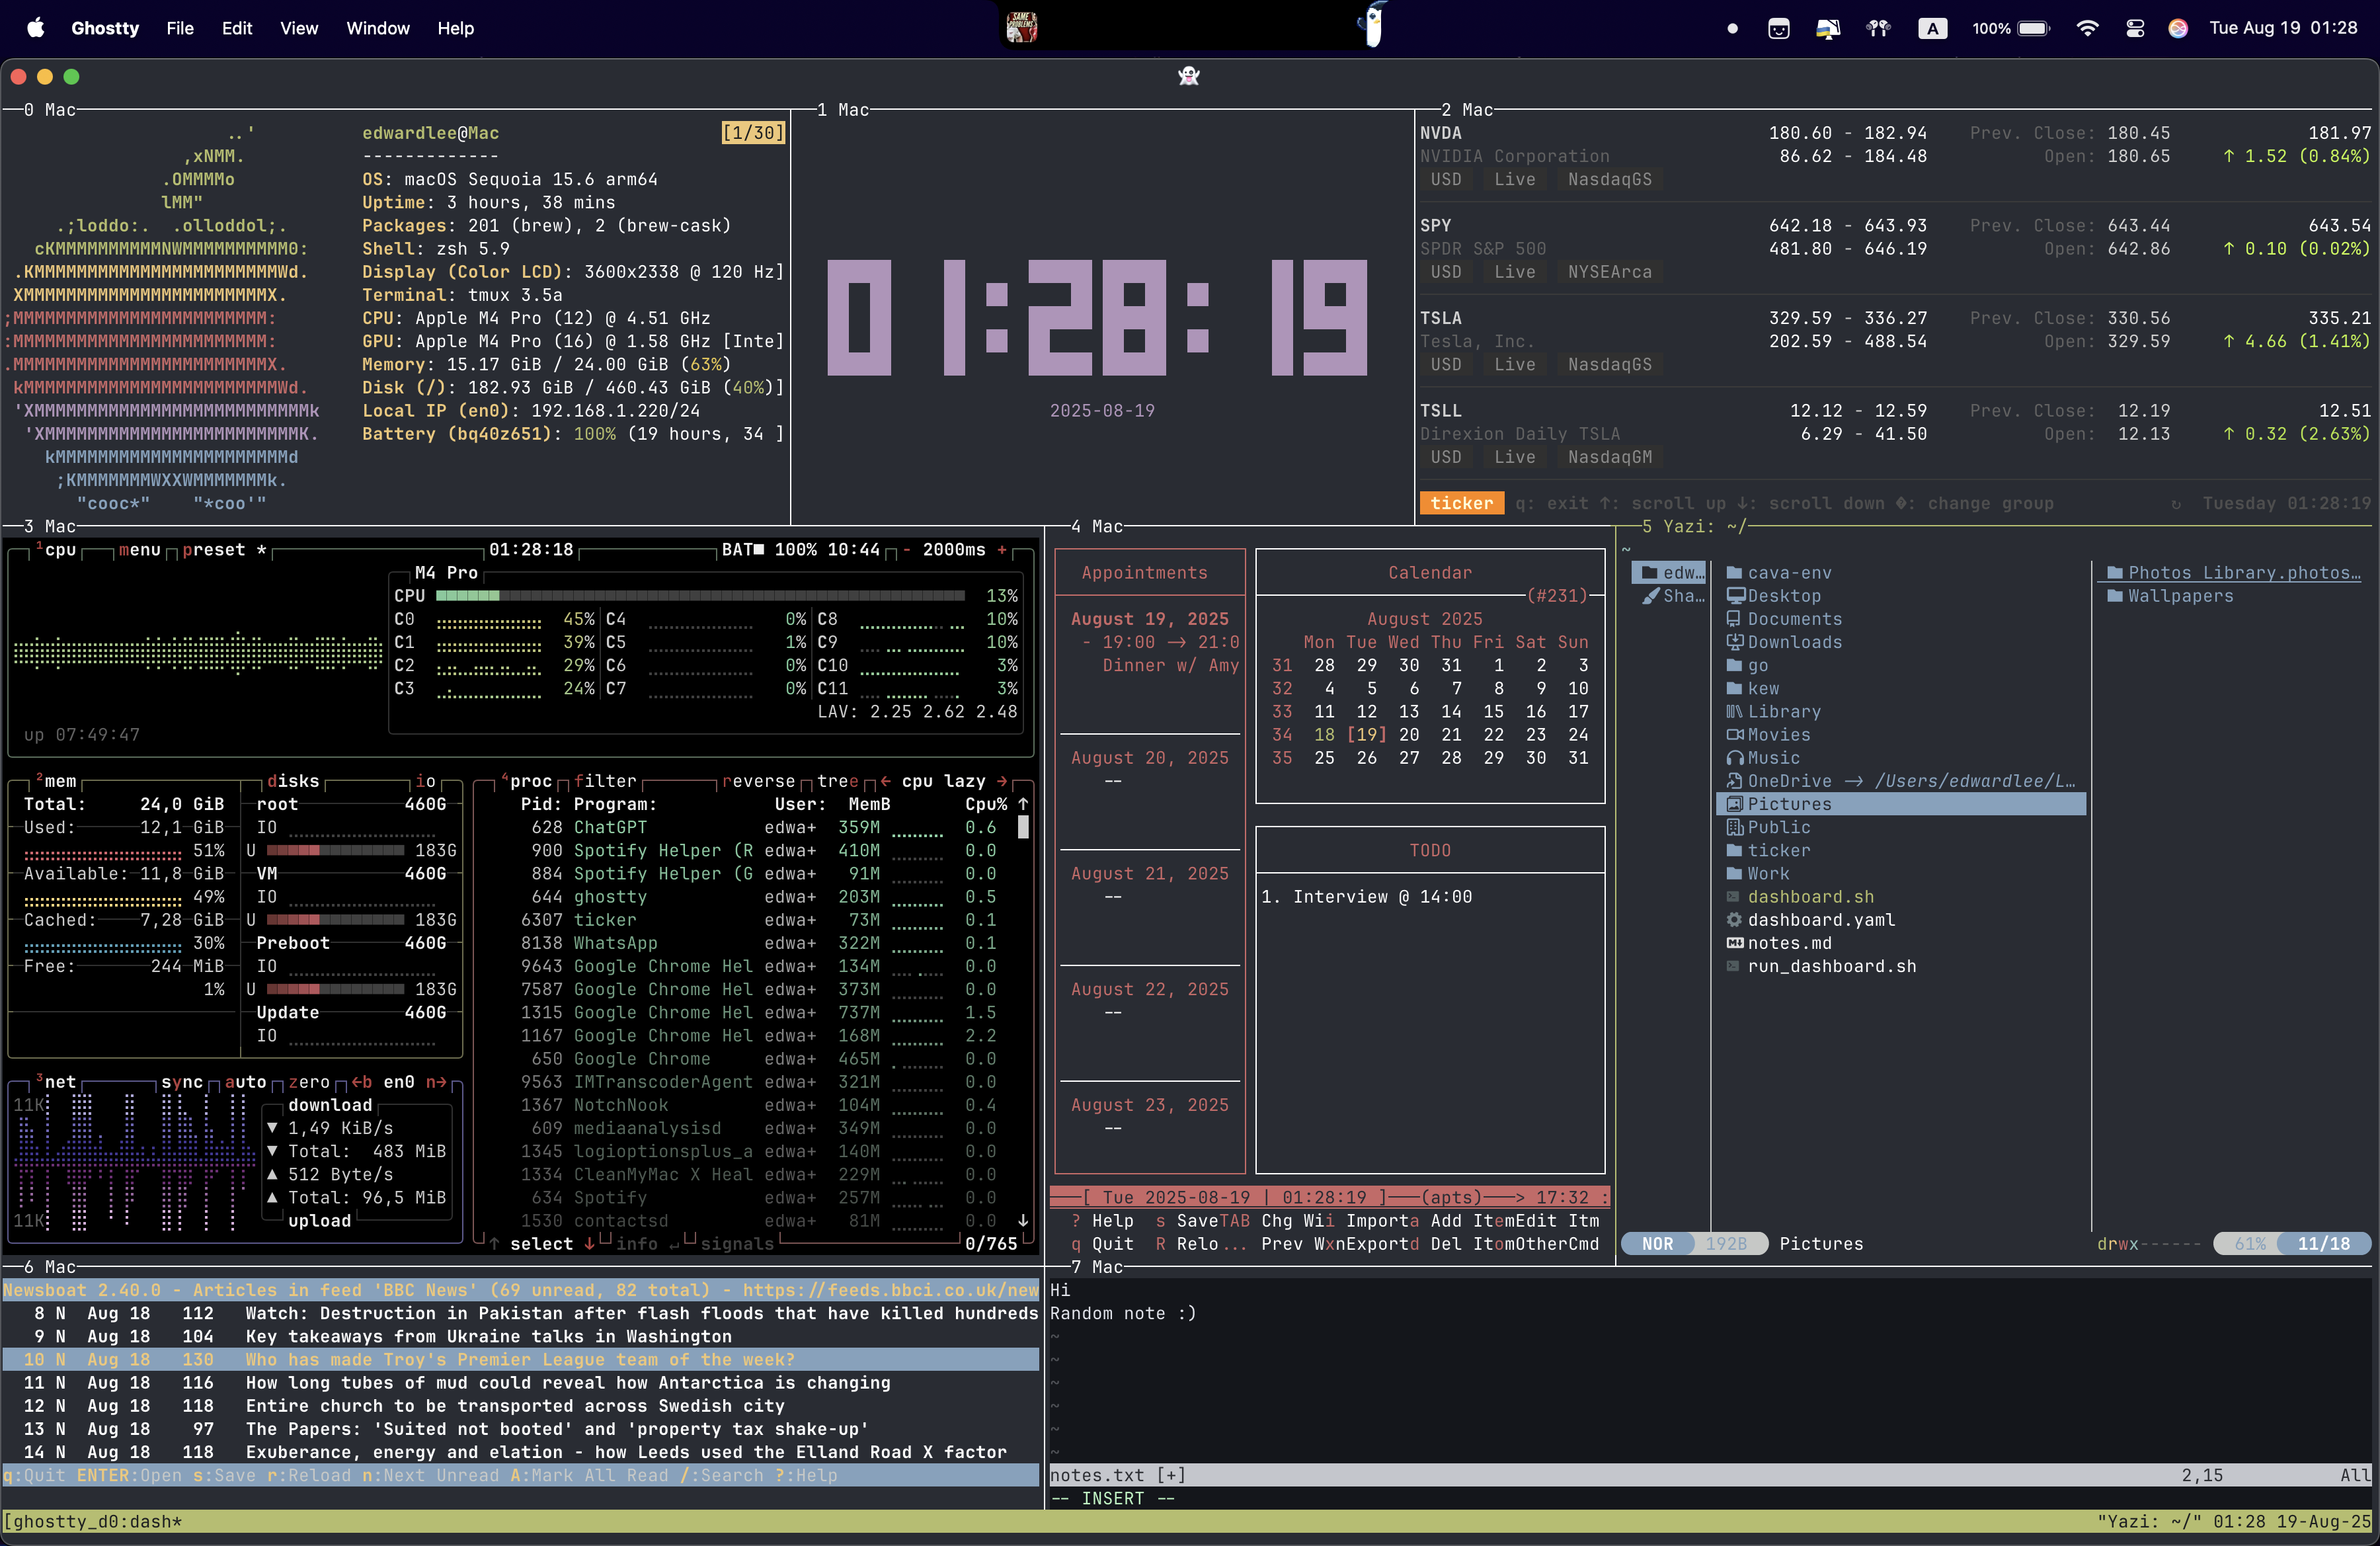 Ghostty File Edit View Window Help
SAME PROBLEMS
A 100% Tue Aug 19 01:28
0 Mac
..'
,xNMM.
.OMMMMo
lMM"
.;loddo:. .olloddol;.
cKMMMMMMMMMMNWMMMMMMMMMM0:
.KMMMMMMMMMMMMMMMMMMMMMMMWd.
XMMMMMMMMMMMMMMMMMMMMMMMX.
;MMMMMMMMMMMMMMMMMMMMMMMM:
:MMMMMMMMMMMMMMMMMMMMMMMM:
.MMMMMMMMMMMMMMMMMMMMMMMMX.
kMMMMMMMMMMMMMMMMMMMMMMMMWd.
'XMMMMMMMMMMMMMMMMMMMMMMMMMMk
'XMMMMMMMMMMMMMMMMMMMMMMMMK.
kMMMMMMMMMMMMMMMMMMMMMMd
;KMMMMMMMWXXWMMMMMMMk.
"cooc*" "*coo'"
edwardlee@Mac [1/30]
-------------
OS: macOS Sequoia 15.6 arm64
Uptime: 3 hours, 38 mins
Packages: 201 (brew), 2 (brew-cask)
Shell: zsh 5.9
Display (Color LCD): 3600x2338 @ 120 Hz]
Terminal: tmux 3.5a
CPU: Apple M4 Pro (12) @ 4.51 GHz
GPU: Apple M4 Pro (16) @ 1.58 GHz [Inte]
Memory: 15.17 GiB / 24.00 GiB (63%)
Disk (/): 182.93 GiB / 460.43 GiB (40%)]
Local IP (en0): 192.168.1.220/24
Battery (bq40z651): 100% (19 hours, 34 ]
1 Mac
01:28:19
2025-08-19
2 Mac
NVDA 180.60 - 182.94 Prev. Close: 180.45 181.97
NVIDIA Corporation 86.62 - 184.48 Open: 180.65 ↑ 1.52 (0.84%)
USD Live NasdaqGS
SPY 642.18 - 643.93 Prev. Close: 643.44 643.54
SPDR S&P 500 481.80 - 646.19 Open: 642.86 ↑ 0.10 (0.02%)
USD Live NYSEArca
TSLA 329.59 - 336.27 Prev. Close: 330.56 335.21
Tesla, Inc. 202.59 - 488.54 Open: 329.59 ↑ 4.66 (1.41%)
USD Live NasdaqGS
TSLL 12.12 - 12.59 Prev. Close: 12.19 12.51
Direxion Daily TSLA 6.29 - 41.50 Open: 12.13 ↑ 0.32 (2.63%)
USD Live NasdaqGM
ticker q: exit ↑: scroll up ↓: scroll down �: change group ↻ Tuesday 01:28:19
3 Mac
1cpu menu preset * 01:28:18 BAT■ 100% 10:44 - 2000ms +
M4 Pro
CPU 13%
C0 45% C4 0% C8 10%
C1 39% C5 1% C9 10%
C2 29% C6 0% C10 3%
C3 24% C7 0% C11 3%
LAV: 2.25 2.62 2.48
up 07:49:47
2mem disks io
Total: 24,0 GiB
Used: 12,1 GiB
51%
Available: 11,8 GiB
49%
Cached: 7,28 GiB
30%
Free: 244 MiB
1%
root 460G
IO
U 183G
VM 460G
IO
U 183G
Preboot 460G
IO
U 183G
Update 460G
IO
3net sync auto zero ←b en0 n→
11K
11K
download
▼ 1,49 KiB/s
▼ Total: 483 MiB
▲ 512 Byte/s
▲ Total: 96,5 MiB
upload
4proc filter reverse tree ← cpu lazy →
Pid: Program: User: MemB Cpu% ↑
628 ChatGPT edwa+ 359M 0.6
900 Spotify Helper (R edwa+ 410M 0.0
884 Spotify Helper (G edwa+ 91M 0.0
644 ghostty edwa+ 203M 0.5
6307 ticker edwa+ 73M 0.1
8138 WhatsApp edwa+ 322M 0.1
9643 Google Chrome Hel edwa+ 134M 0.0
7587 Google Chrome Hel edwa+ 373M 0.0
1315 Google Chrome Hel edwa+ 737M 1.5
1167 Google Chrome Hel edwa+ 168M 2.2
650 Google Chrome edwa+ 465M 0.0
9563 IMTranscoderAgent edwa+ 321M 0.0
1367 NotchNook edwa+ 104M 0.4
609 mediaanalysisd edwa+ 349M 0.0
1345 logioptionsplus_a edwa+ 140M 0.0
1334 CleanMyMac X Heal edwa+ 229M 0.0
634 Spotify edwa+ 257M 0.0
1530 contactsd edwa+ 81M 0.0 ↓
↑ select ↓ info ↵ signals 0/765
4 Mac
Appointments
August 19, 2025
- 19:00 -> 21:0
Dinner w/ Amy
August 20, 2025
--
August 21, 2025
--
August 22, 2025
--
August 23, 2025
--
Calendar
(#231)
August 2025
Mon Tue Wed Thu Fri Sat Sun
31 28 29 30 31 1 2 3
32 4 5 6 7 8 9 10
33 11 12 13 14 15 16 17
34 18 [19] 20 21 22 23 24
35 25 26 27 28 29 30 31
TODO
1. Interview @ 14:00
[ Tue 2025-08-19 | 01:28:19 ]──(apts)──> 17:32 :
? Help s SaveTAB Chg Wii Importa Add ItemEdit Itm
q Quit R Relo... Prev WxnExportd Del ItomOtherCmd
5 Yazi: ~/
~
edw…
Sha…
cava-env
Desktop
Documents
Downloads
go
kew
Library
Movies
Music
OneDrive -> /Users/edwardlee/L…
Pictures
Public
ticker
Work
dashboard.sh
dashboard.yaml
notes.md
run_dashboard.sh
Photos Library.photos…
Wallpapers
NOR 192B Pictures drwx------ 61% 11/18
6 Mac
Newsboat 2.40.0 - Articles in feed 'BBC News' (69 unread, 82 total) - https://feeds.bbci.co.uk/new
8 N Aug 18 112 Watch: Destruction in Pakistan after flash floods that have killed hundreds
9 N Aug 18 104 Key takeaways from Ukraine talks in Washington
10 N Aug 18 130 Who has made Troy's Premier League team of the week?
11 N Aug 18 116 How long tubes of mud could reveal how Antarctica is changing
12 N Aug 18 118 Entire church to be transported across Swedish city
13 N Aug 18 97 The Papers: 'Suited not booted' and 'property tax shake-up'
14 N Aug 18 118 Exuberance, energy and elation - how Leeds used the Elland Road X factor
q:Quit ENTER:Open s:Save r:Reload n:Next Unread A:Mark All Read /:Search ?:Help
7 Mac
Hi
Random note :)
~
~
~
~
~
~
notes.txt [+] 2,15 All
-- INSERT --
[ghostty_d0:dash* "Yazi: ~/" 01:28 19-Aug-25